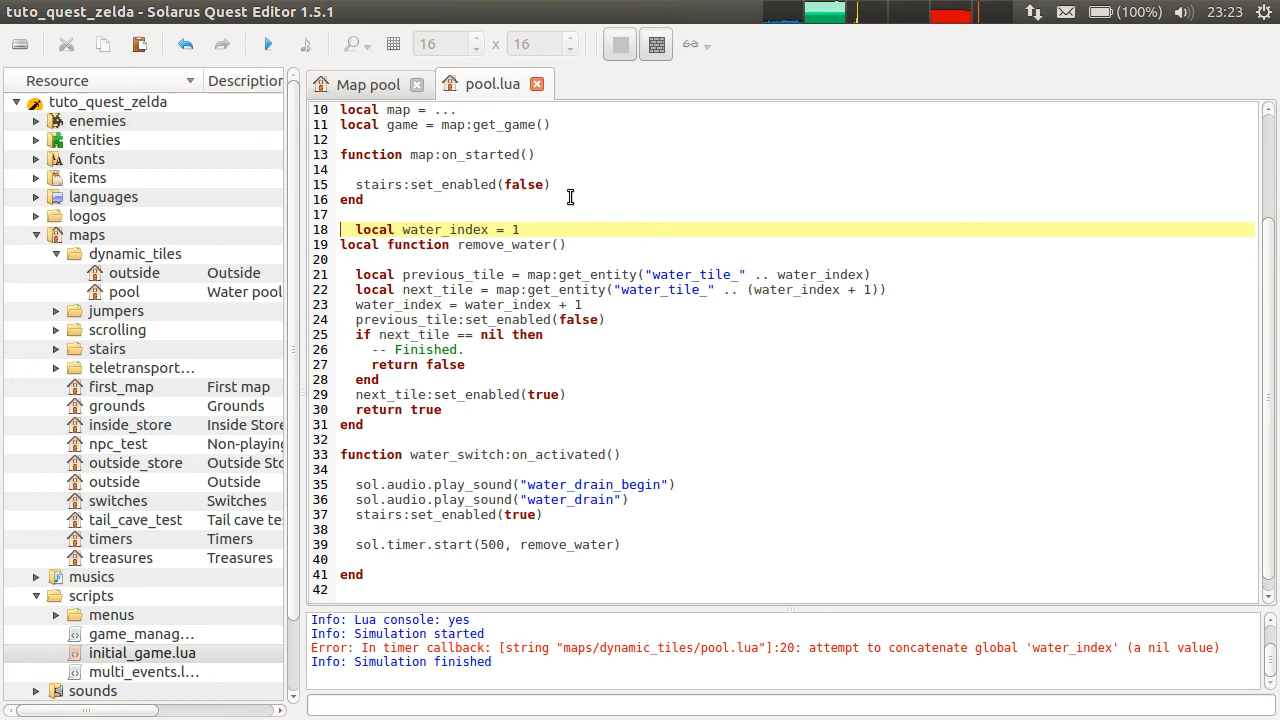 tuto_quest_zelda - Solarus Quest Editor 1.5.1
(100%)
23:23
16 x 16
Resource
Description
Map pool
pool.lua
tuto_quest_zelda
enemies
entities
fonts
items
languages
logos
maps
dynamic_tiles
outside Outside
pool Water pool
jumpers
scrolling
stairs
teletransport...
first_map First map
grounds Grounds
inside_store Inside Store
npc_test Non-playing
outside_store Outside Sto
outside Outside
switches Switches
tail_cave_test Tail cave te
timers Timers
treasures Treasures
musics
scripts
menus
game_manag...
initial_game.lua
multi_events.l...
sounds
10 local map = ...
11 local game = map:get_game()
12
13 function map:on_started()
14
15   stairs:set_enabled(false)
16 end
17
18   local water_index = 1
19 local function remove_water()
20
21   local previous_tile = map:get_entity("water_tile_" .. water_index)
22   local next_tile = map:get_entity("water_tile_" .. (water_index + 1))
23   water_index = water_index + 1
24   previous_tile:set_enabled(false)
25   if next_tile == nil then
26     -- Finished.
27     return false
28   end
29   next_tile:set_enabled(true)
30   return true
31 end
32
33 function water_switch:on_activated()
34
35   sol.audio.play_sound("water_drain_begin")
36   sol.audio.play_sound("water_drain")
37   stairs:set_enabled(true)
38
39   sol.timer.start(500, remove_water)
40
41 end
42
Info: Lua console: yes
Info: Simulation started
Error: In timer callback: [string "maps/dynamic_tiles/pool.lua"]:20: attempt to concatenate global 'water_index' (a nil value)
Info: Simulation finished